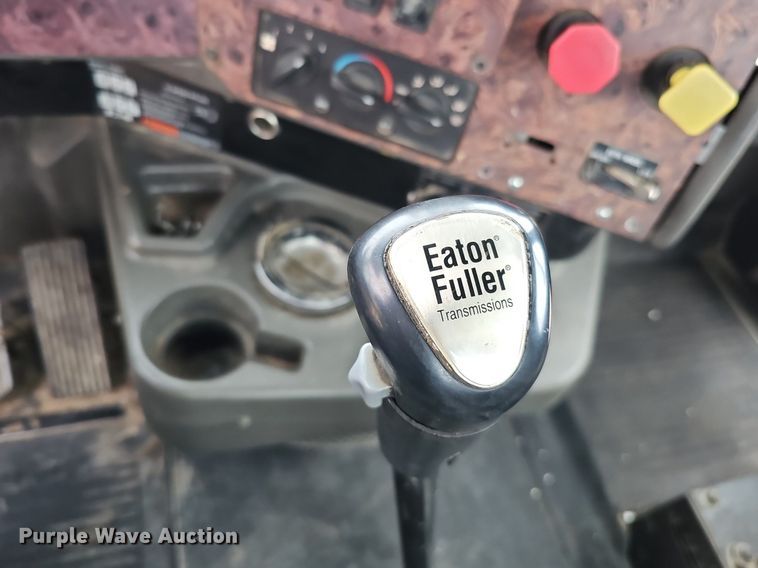 Eaton®
Fuller®
Transmissions
Purple Wave Auction